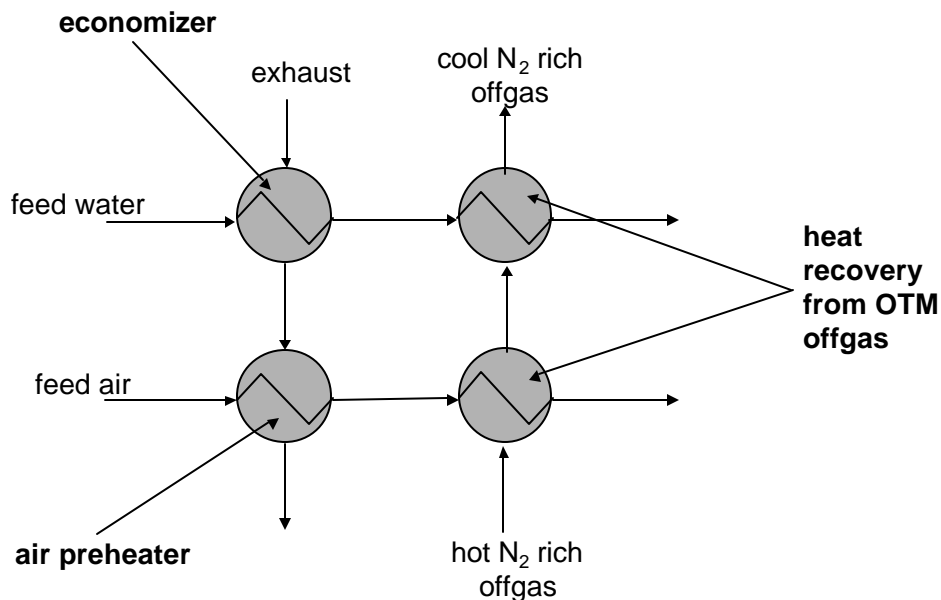 economizer
exhaust
cool N₂ rich
offgas
feed water
heat
recovery
from OTM
offgas
feed air
air preheater
hot N₂ rich
offgas